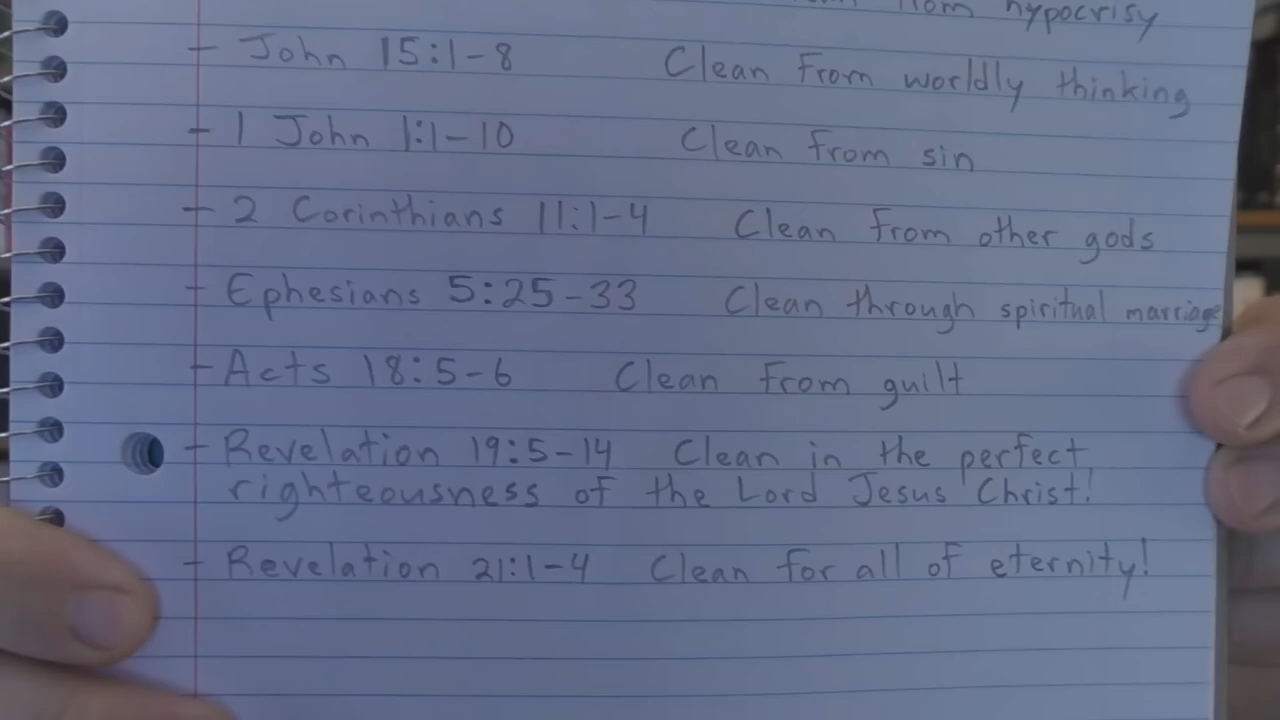 from hypocrisy
- John 15:1-8 Clean from worldly thinking
- 1 John 1:1-10 Clean from sin
- 2 Corinthians 11:1-4 Clean from other gods
- Ephesians 5:25-33 Clean through spiritual marriage
- Acts 18:5-6 Clean from guilt
- Revelation 19:5-14 Clean in the perfect
righteousness of the Lord Jesus Christ!
- Revelation 21:1-4 Clean for all of eternity!